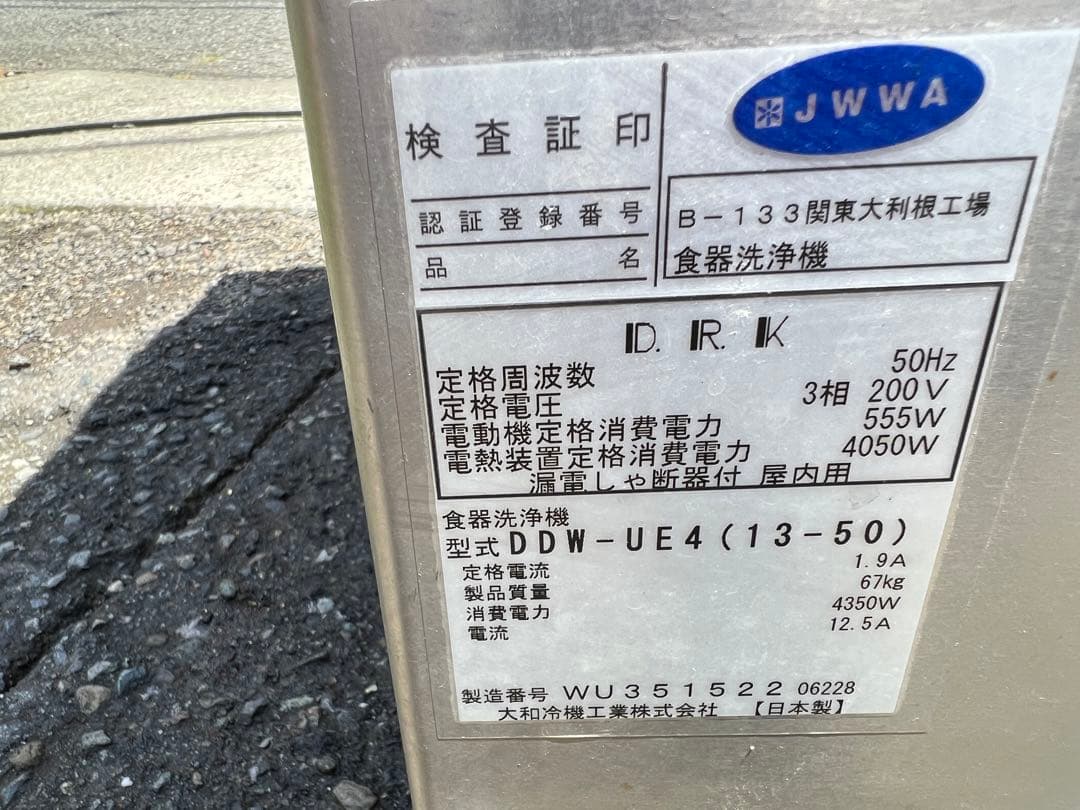 検査証印
JWWA
認証登録番号 B-133関東大利根工場
品名 食器洗浄機
D.R.K
定格周波数 50Hz
定格電圧 3相 200V
電動機定格消費電力 555W
電熱装置定格消費電力 4050W
漏電しゃ断器付 屋内用
食器洗浄機
型式 DDW-UE4(13-50)
定格電流 1.9A
製品質量 67kg
消費電力 4350W
電流 12.5A
製造番号 WU351522 06228
大和冷機工業株式会社 【日本製】